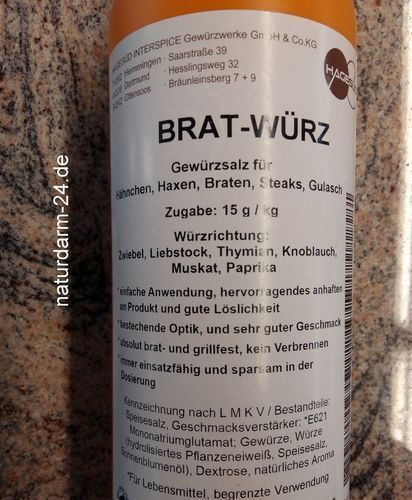 HAGESÜD INTERSPICE Gewürzwerke GmbH & Co.KG
Hemmingen · Saarstraße 39
Dortmund · Hesslingsweg 32
Ottensoos · Bräunleinsberg 7 + 9
BRAT-WÜRZ
Gewürzsalz für
Hähnchen, Haxen, Braten, Steaks, Gulasch
Zugabe: 15 g / kg
Würzrichtung:
Zwiebel, Liebstock, Thymian, Knoblauch,
Muskat, Paprika
*einfache Anwendung, hervorragendes anhaften
am Produkt und gute Löslichkeit
*bestechende Optik, und sehr guter Geschmack
*absolut brat- und grillfest, kein Verbrennen
*immer einsatzfähig und sparsam in der
Dosierung
Kennzeichnung nach L M K V / Bestandteile:
Speisesalz, Geschmacksverstärker: *E621
Mononatriumglutamat; Gewürze, Würze
(hydrolisiertes Pflanzeneiweiß, Speisesalz,
Sonnenblumenöl), Dextrose, natürliches Aroma
*Für Lebensmittel, begrenzte Verwendung
naturdarm-24.de